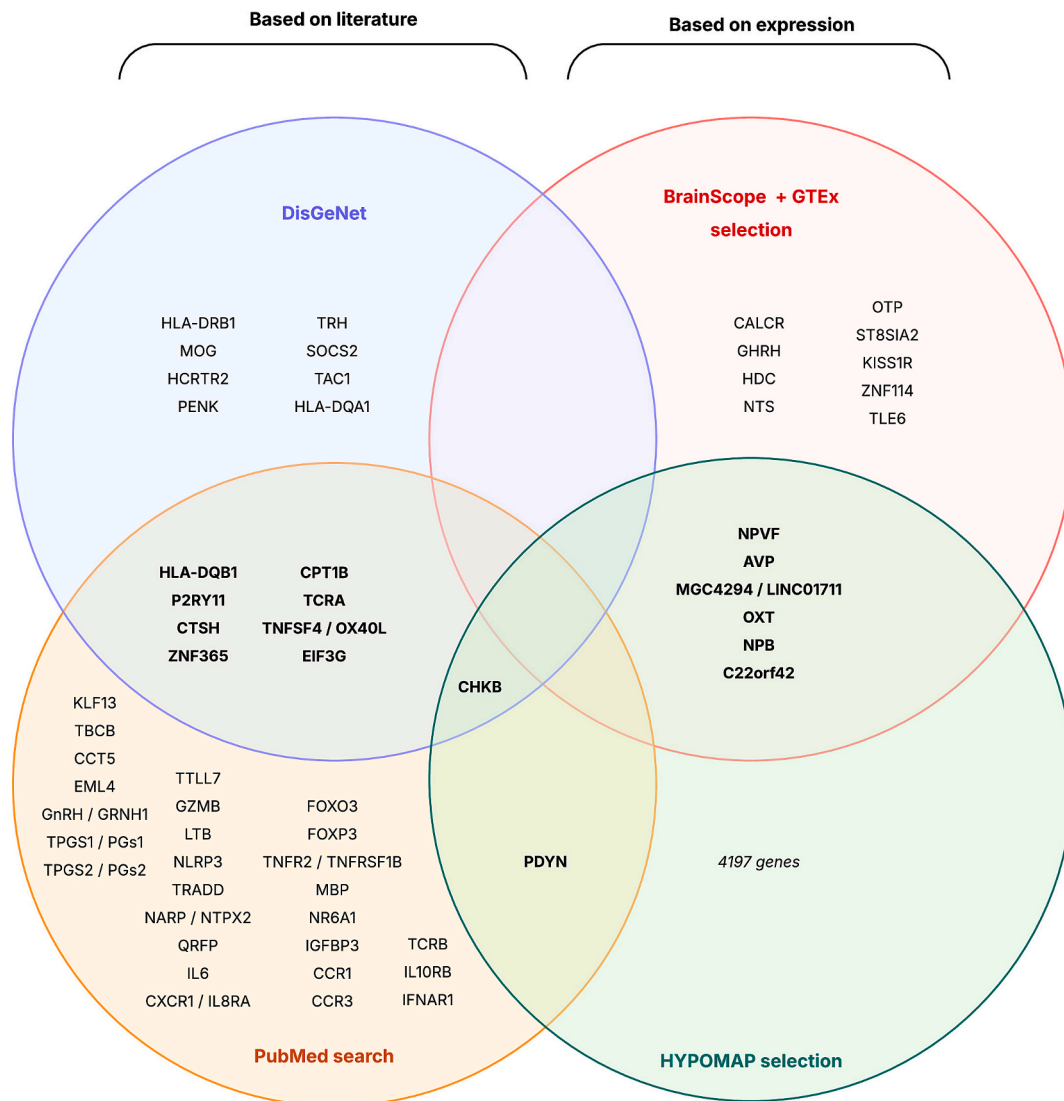 Based on literature
Based on expression
DisGeNet
BrainScope + GTEx
selection
HLA-DRB1
MOG
HCRTR2
PENK
TRH
SOCS2
TAC1
HLA-DQA1
CALCR
GHRH
HDC
NTS
OTP
ST8SIA2
KISS1R
ZNF114
TLE6
HLA-DQB1
P2RY11
CTSH
ZNF365
CPT1B
TCRA
TNFSF4 / OX40L
EIF3G
CHKB
NPVF
AVP
MGC4294 / LINC01711
OXT
NPB
C22orf42
KLF13
TBCB
CCT5
EML4
GnRH / GRNH1
TPGS1 / PGs1
TPGS2 / PGs2
TTLL7
GZMB
LTB
NLRP3
TRADD
NARP / NTPX2
QRFP
IL6
CXCR1 / IL8RA
FOXO3
FOXP3
TNFR2 / TNFRSF1B
MBP
NR6A1
IGFBP3
CCR1
CCR3
TCRB
IL10RB
IFNAR1
PDYN
4197 genes
PubMed search
HYPOMAP selection